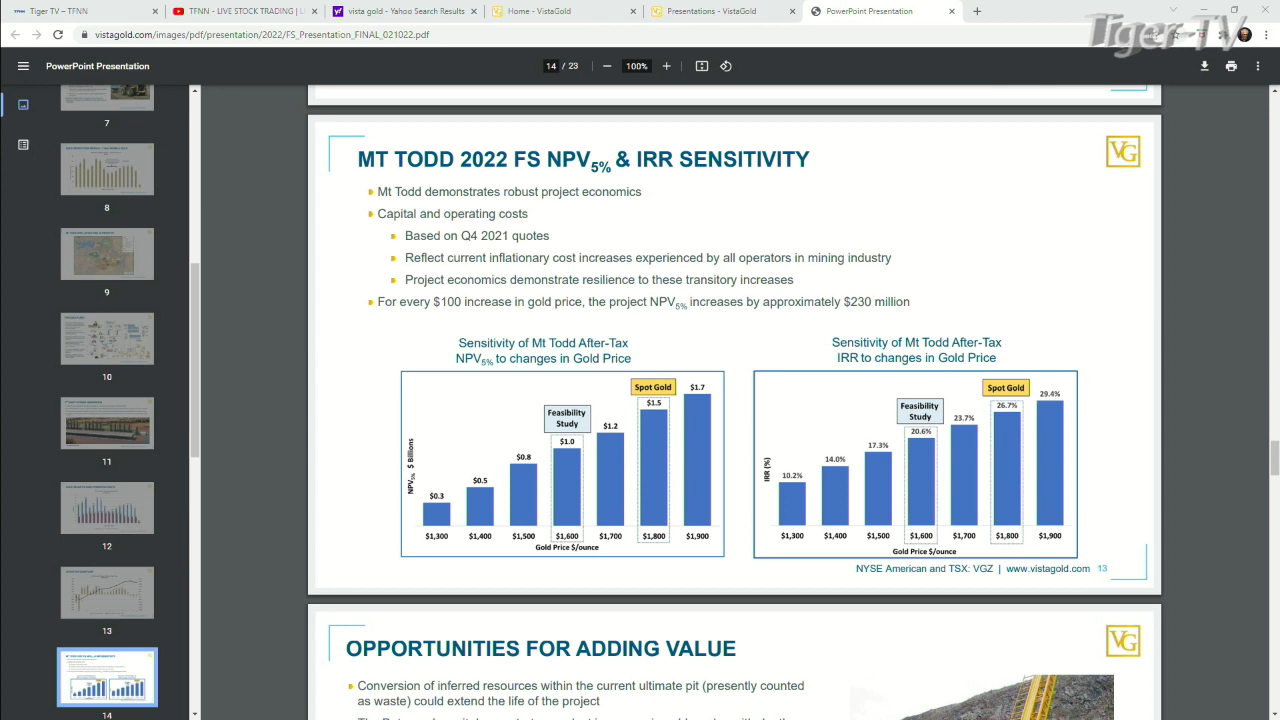 Tiger TV – TFNN
TFNN - LIVE STOCK TRADING | L
vista gold - Yahoo Search Results
Home - VistaGold
Presentations - VistaGold
PowerPoint Presentation
vistagold.com/images/pdf/presentation/2022/FS_Presentation_FINAL_021022.pdf
Tiger TV
PowerPoint Presentation
14 / 23
100%
7
8
9
10
11
12
13
14
VG
MT TODD 2022 FS NPV5% & IRR SENSITIVITY
Mt Todd demonstrates robust project economics
Capital and operating costs
Based on Q4 2021 quotes
Reflect current inflationary cost increases experienced by all operators in mining industry
Project economics demonstrate resilience to these transitory increases
For every $100 increase in gold price, the project NPV5% increases by approximately $230 million
Sensitivity of Mt Todd After-Tax
NPV5% to changes in Gold Price
NPV5% $ Billions
Spot Gold
Feasibility
Study
$0.3
$0.5
$0.8
$1.0
$1.2
$1.5
$1.7
$1,300
$1,400
$1,500
$1,600
$1,700
$1,800
$1,900
Gold Price $/ounce
Sensitivity of Mt Todd After-Tax
IRR to changes in Gold Price
IRR (%)
Spot Gold
Feasibility
Study
10.2%
14.0%
17.3%
20.6%
23.7%
26.7%
29.4%
$1,300
$1,400
$1,500
$1,600
$1,700
$1,800
$1,900
Gold Price $/ounce
NYSE American and TSX: VGZ | www.vistagold.com 13
VG
OPPORTUNITIES FOR ADDING VALUE
Conversion of inferred resources within the current ultimate pit (presently counted
as waste) could extend the life of the project